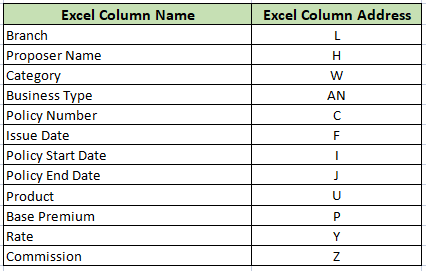 Excel Column Name Excel Column Address
Branch L
Proposer Name H
Category W
Business Type AN
Policy Number C
Issue Date F
Policy Start Date I
Policy End Date J
Product U
Base Premium P
Rate Y
Commission Z